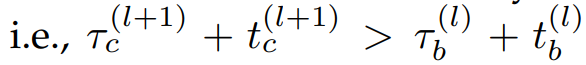 i.e., τ_c^{(l+1)} + t_c^{(l+1)} > τ_b^{(l)} + t_b^{(l)}